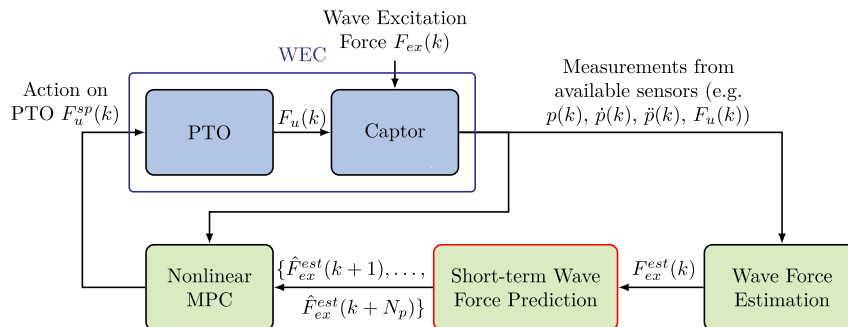 Wave Excitation
Force $F_{ex}(k)$
WEC
Action on
PTO $F_u^{sp}(k)$
PTO
$F_u(k)$
Captor
Measurements from
available sensors (e.g.
$p(k)$, $\dot{p}(k)$, $\ddot{p}(k)$, $F_u(k)$)
Nonlinear
MPC
$\{\hat{F}_{ex}^{est}(k+1), \ldots,$
$\hat{F}_{ex}^{est}(k+N_p)\}$
Short-term Wave
Force Prediction
$F_{ex}^{est}(k)$
Wave Force
Estimation